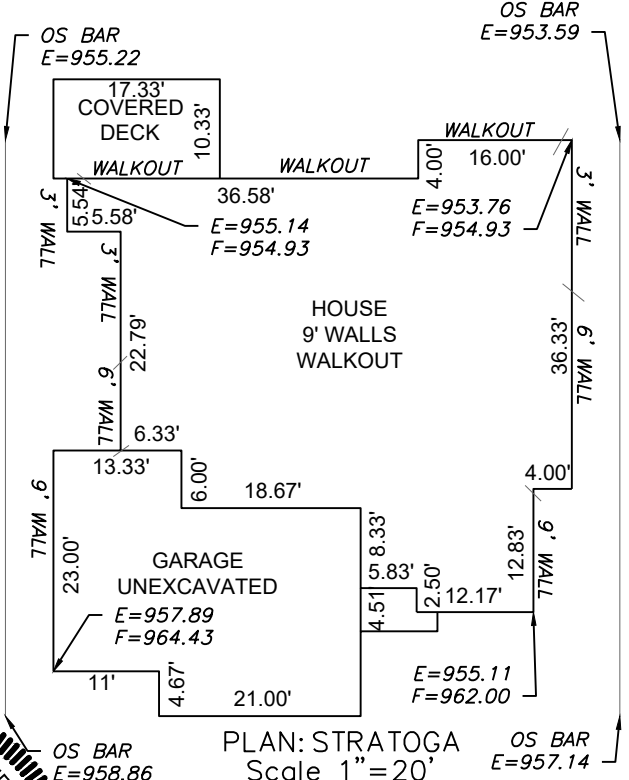 OS BAR
E=953.59
OS BAR
E=955.22
17.33'
COVERED
DECK
10.33'
WALKOUT
WALKOUT
WALKOUT
36.58'
4.00'
16.00'
5.54'
5.58'
3' WALL
E=955.14
F=954.93
E=953.76
F=954.93
3' WALL
3' WALL
22.79'
6' WALL
HOUSE
9' WALLS
WALKOUT
36.33'
6' WALL
6.33'
13.33'
6.00'
18.67'
4.00'
9' WALL
23.00'
GARAGE
UNEXCAVATED
E=957.89
F=964.43
8.33'
5.83'
4.51'
2.50'
12.17'
12.83'
9' WALL
11'
4.67'
21.00'
E=955.11
F=962.00
OS BAR
E=958.86
PLAN: STRATOGA
Scale 1"=20'
OS BAR
E=957.14